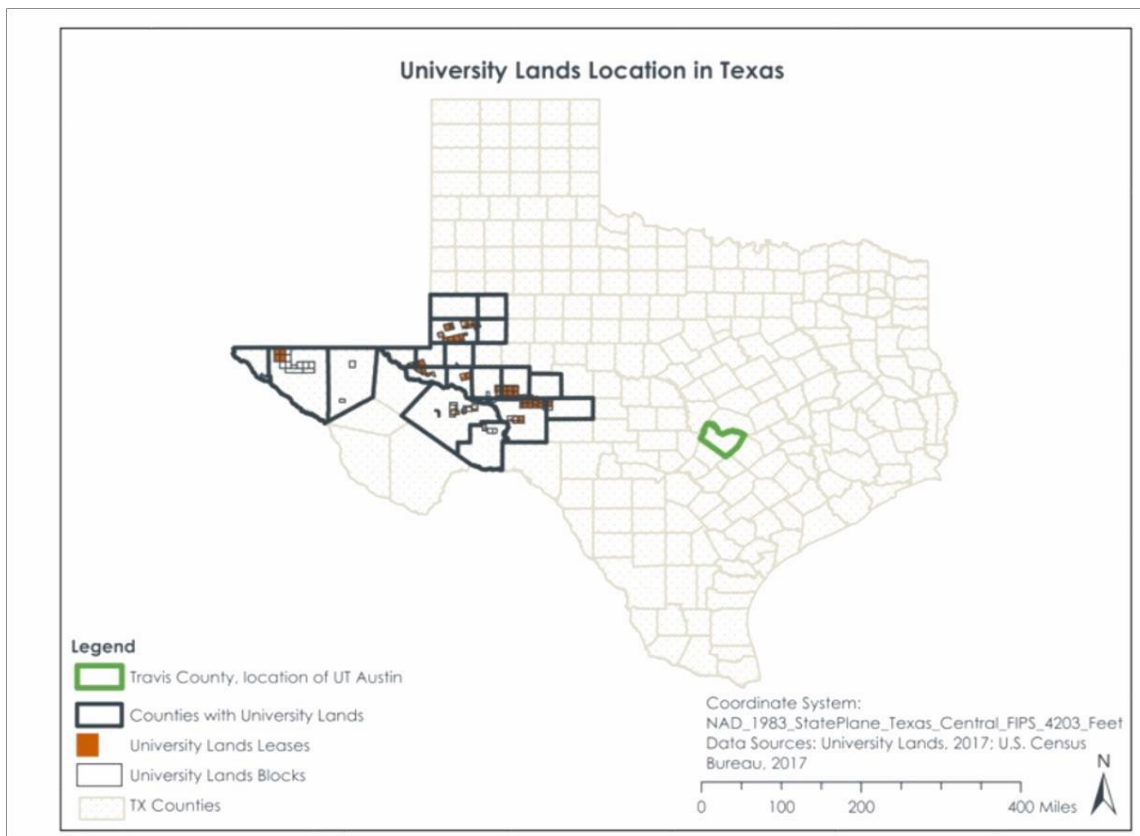 University Lands Location in Texas
Legend
Travis County, location of UT Austin
Counties with University Lands
University Lands Leases
University Lands Blocks
TX Counties
Coordinate System:
NAD_1983_StatePlane_Texas_Central_FIPS_4203_Feet
Data Sources: University Lands, 2017; U.S. Census
Bureau, 2017
N
0 100 200 400 Miles